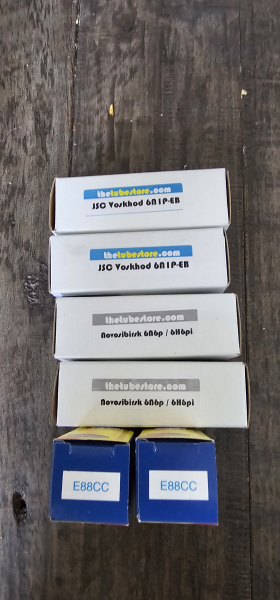 thetubestore.com
JSC Voskhod 6N1P-EB
thetubestore.com
JSC Voskhod 6N1P-EB
thetubestore.com
Novosibirsk 6N6p / 6H6pi
thetubestore.com
Novosibirsk 6N6p / 6H6pi
E88CC E88CC